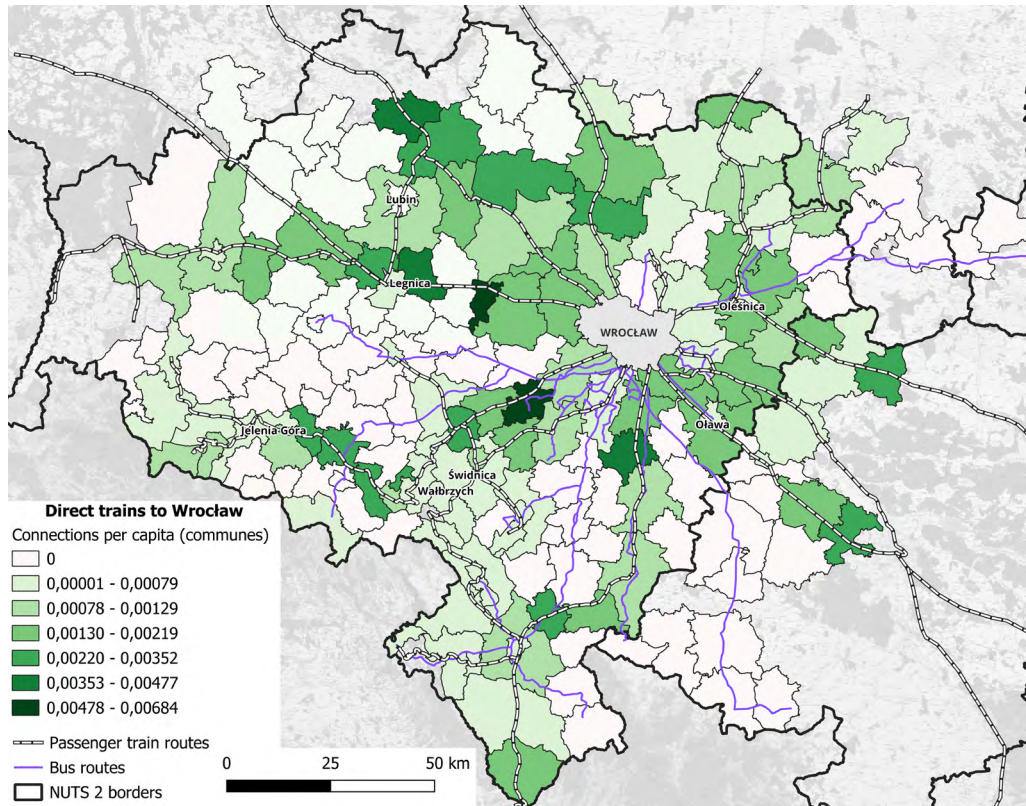 Lubin
Legnica
WROCŁAW
Oleśnica
Jelenia Góra
Oława
Świdnica
Wałbrzych
Direct trains to Wrocław
Connections per capita (communes)
0
0,00001 - 0,00079
0,00078 - 0,00129
0,00130 - 0,00219
0,00220 - 0,00352
0,00353 - 0,00477
0,00478 - 0,00684
Passenger train routes
Bus routes
NUTS 2 borders
0 25 50 km